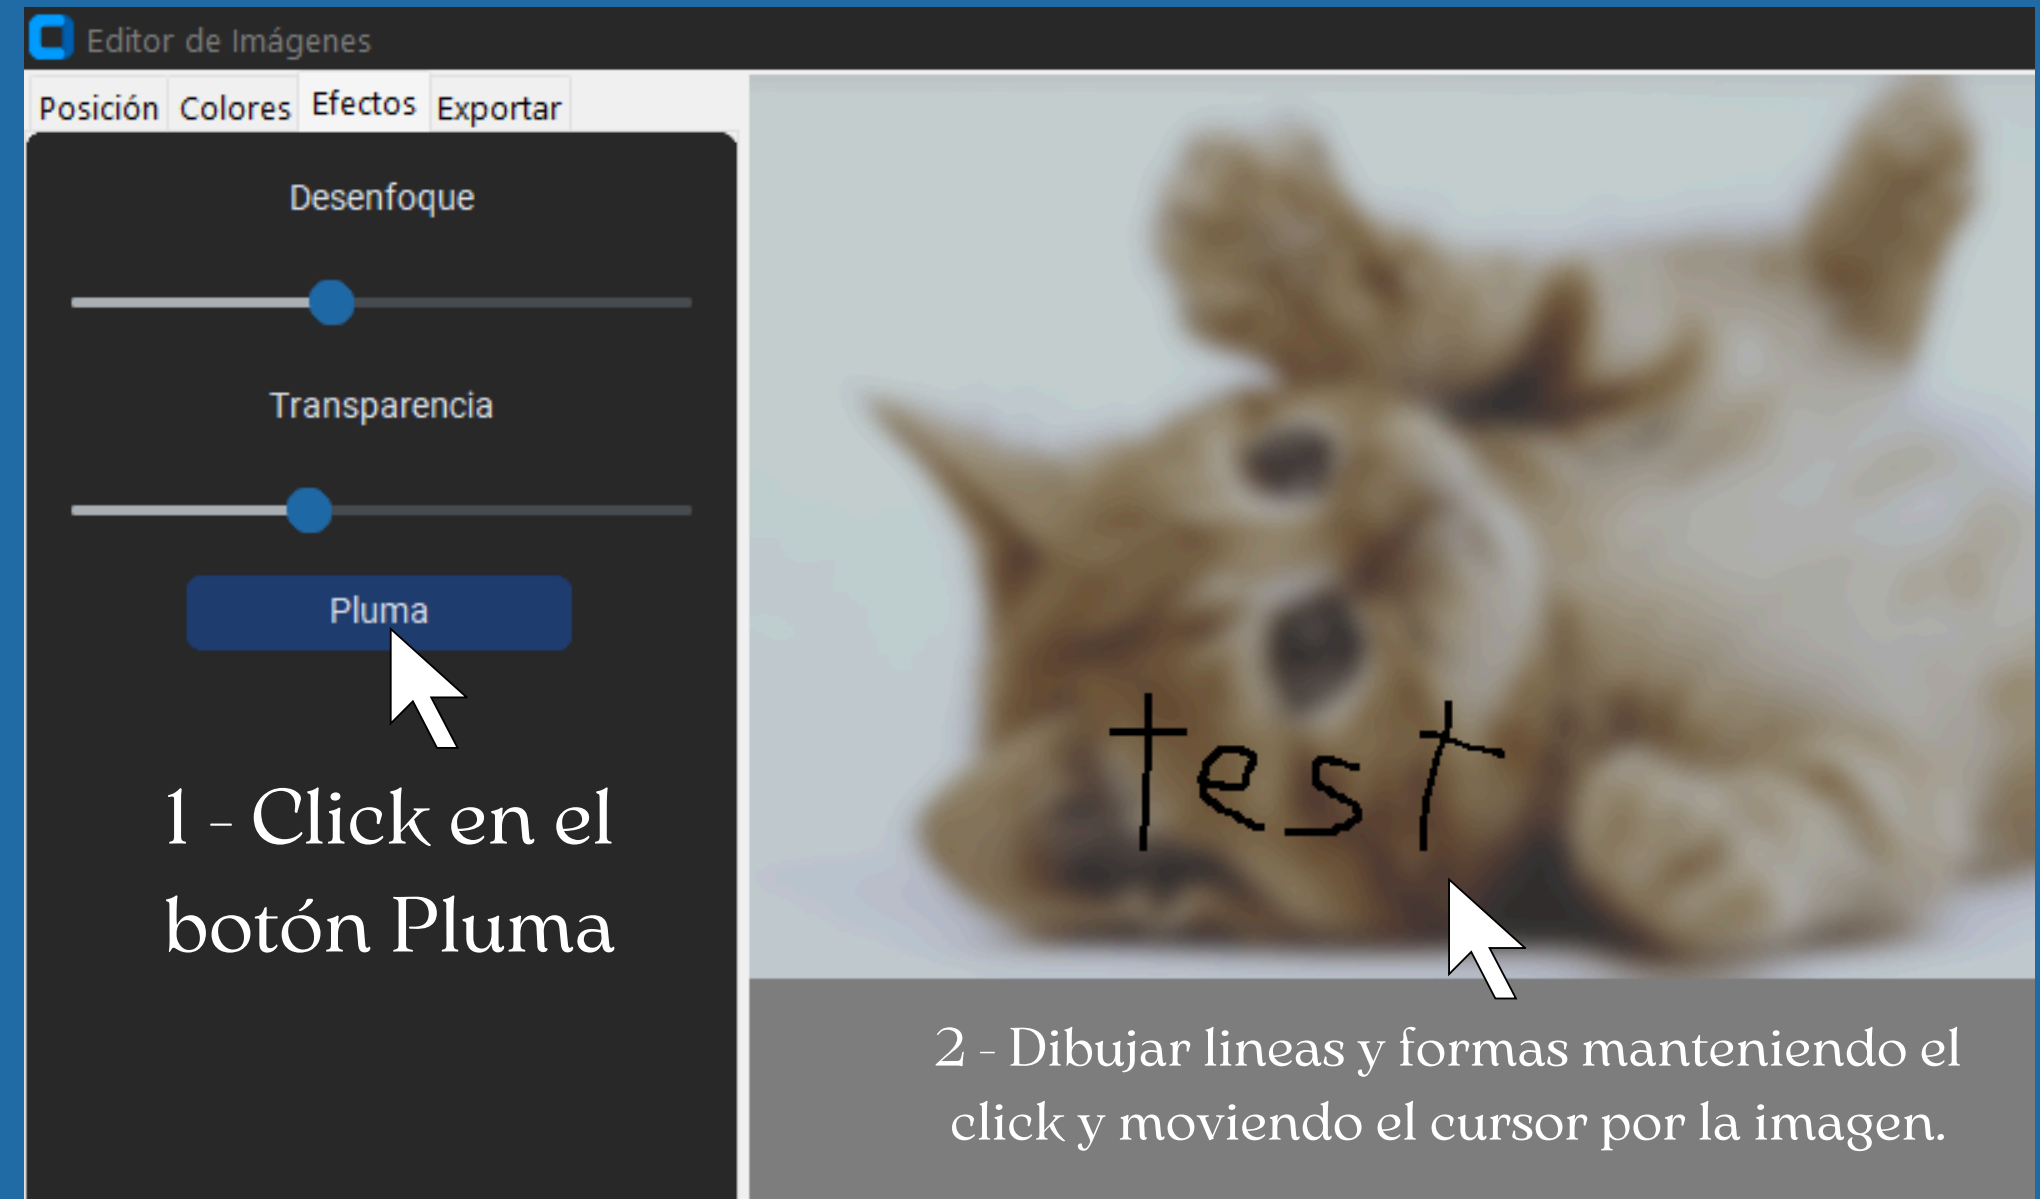 Editor de Imágenes
Posición Colores Efectos Exportar
Desenfoque
Transparencia
Pluma
1 - Click en el
botón Pluma
test
2 - Dibujar lineas y formas manteniendo el
click y moviendo el cursor por la imagen.